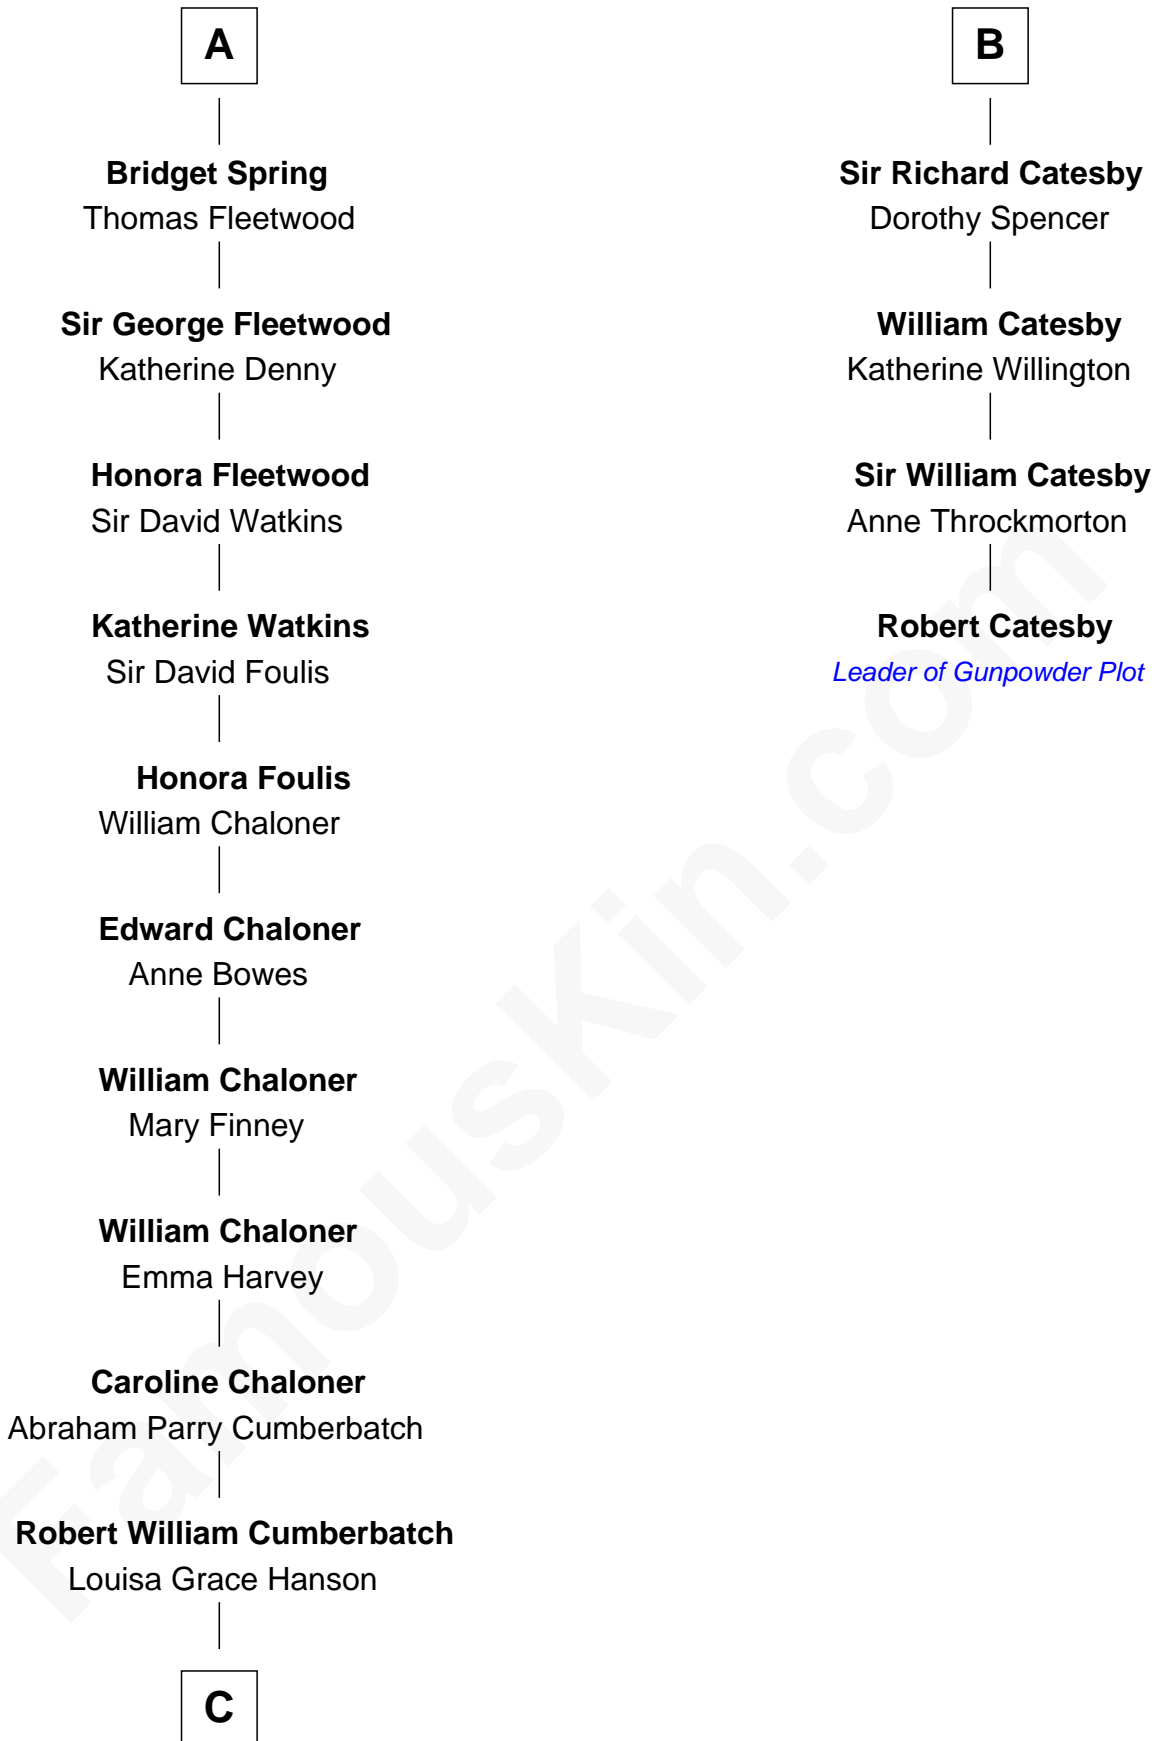 A
Bridget Spring
Thomas Fleetwood
Sir George Fleetwood
Katherine Denny
Honora Fleetwood
Sir David Watkins
Katherine Watkins
Sir David Foulis
Honora Foulis
William Chaloner
Edward Chaloner
Anne Bowes
William Chaloner
Mary Finney
William Chaloner
Emma Harvey
Caroline Chaloner
Abraham Parry Cumberbatch
Robert William Cumberbatch
Louisa Grace Hanson
C
B
Sir Richard Catesby
Dorothy Spencer
William Catesby
Katherine Willington
Sir William Catesby
Anne Throckmorton
Robert Catesby
Leader of Gunpowder Plot
FamousKin.com